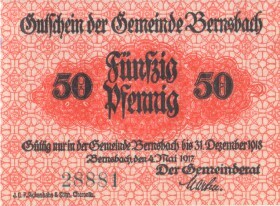 Gutschein der Gemeinde Bernsbach
50 Fünfzig Pfennig 50
Gültig nur in der Gemeinde Bernsbach bis 31. Dezember 1918
Bernsbach den 4. Mai 1917
Der Gemeinderat
28881